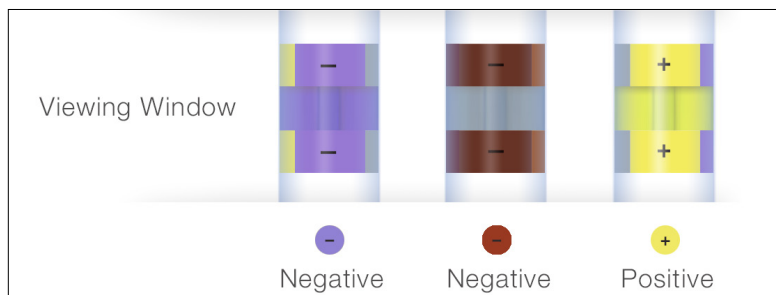 − − +
Viewing Window
− − +
− − +
Negative Negative Positive